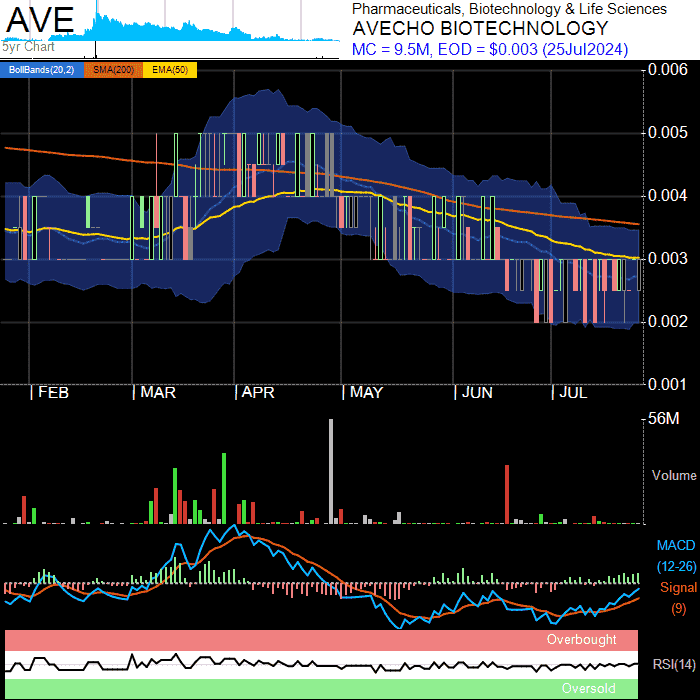 AVE
5yr Chart
Pharmaceuticals, Biotechnology & Life Sciences
AVECHO BIOTECHNOLOGY
MC = 9.5M, EOD = $0.003 (25Jul2024)
BollBands(20,2) SMA(200) EMA(50)
0.006
0.005
0.004
0.003
0.002
0.001
FEB MAR APR MAY JUN JUL
56M
Volume
MACD
(12-26)
Signal
(9)
Overbought
RSI(14)
Oversold